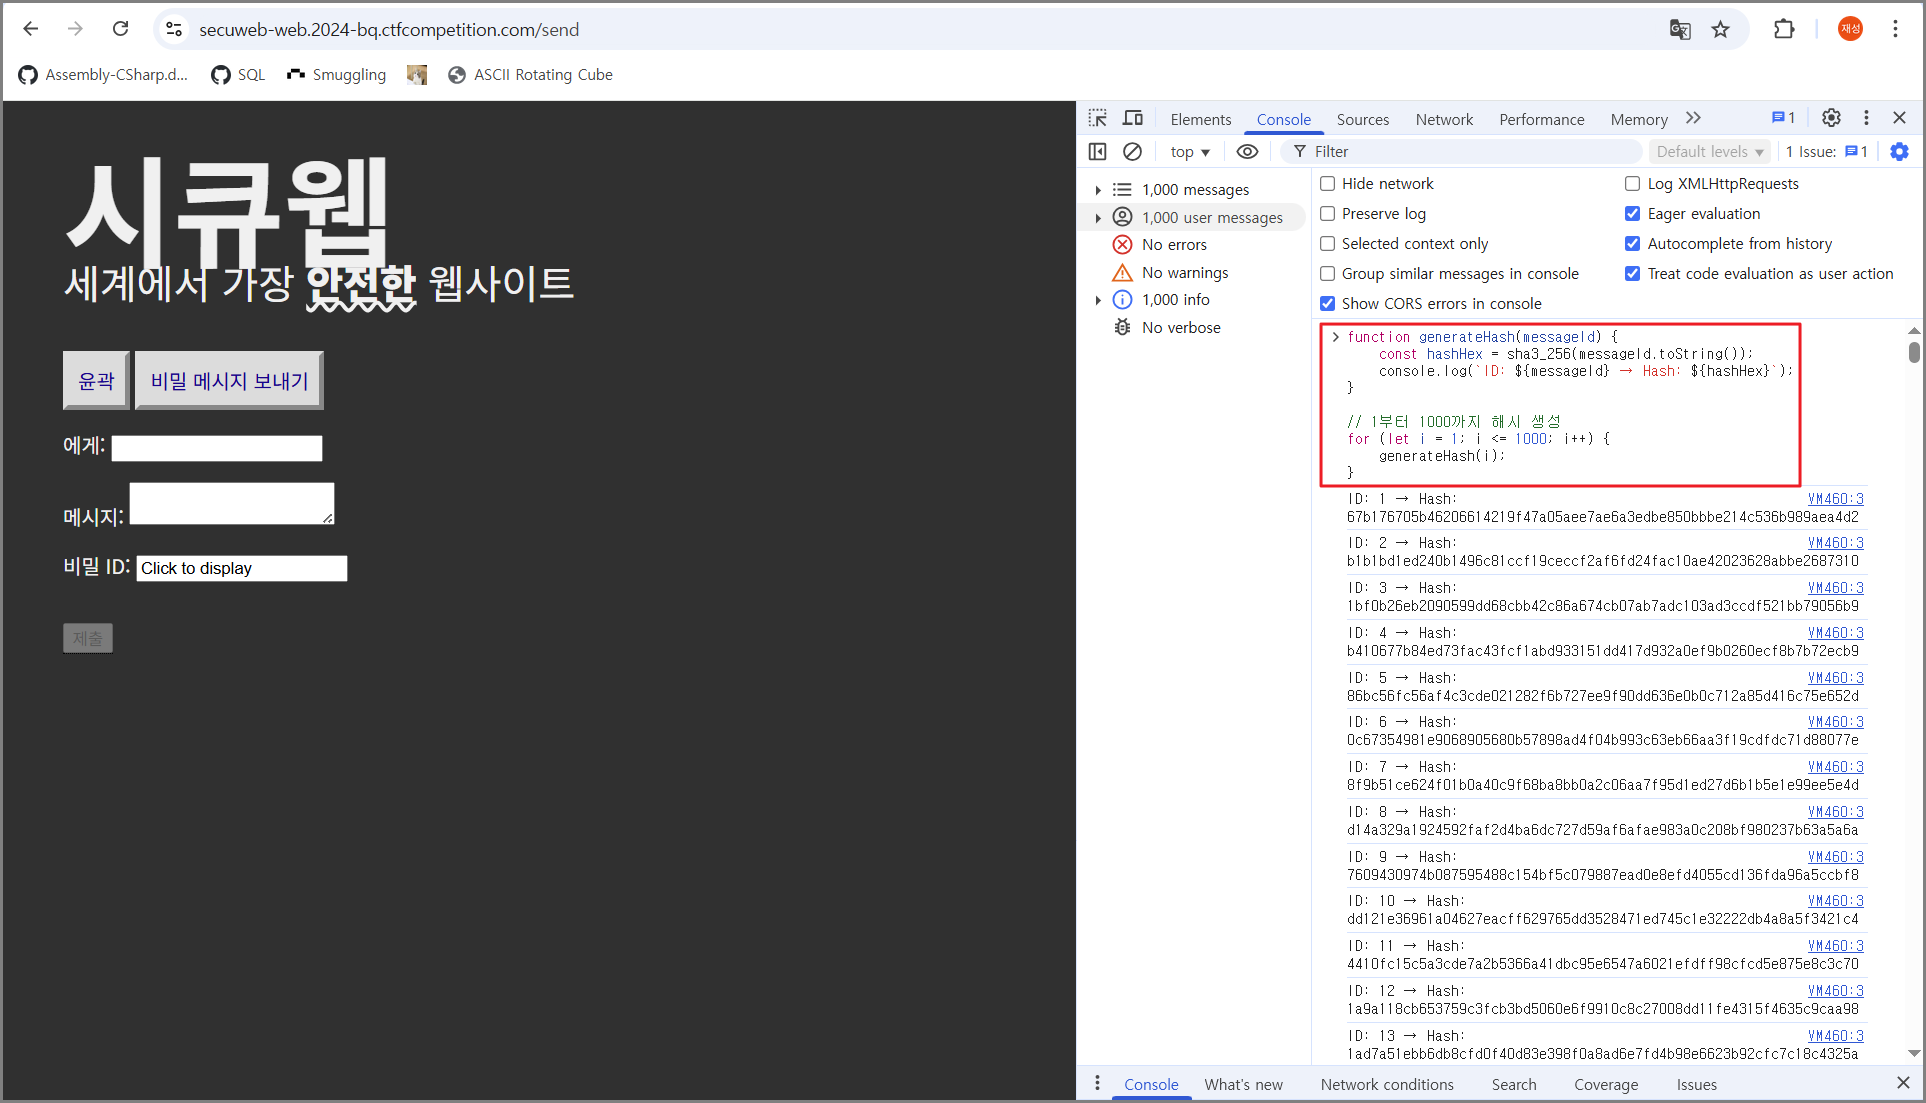 secuweb-web.2024-bq.ctfcompetition.com/send
재성
Assembly-CSharp.d...
SQL
Smuggling
ASCII Rotating Cube
시큐웹
세계에서 가장 안전한 웹사이트
윤곽
비밀 메시지 보내기
에게:
메시지:
비밀 ID: Click to display
제출
Elements
Console
Sources
Network
Performance
Memory
1
top ▼
Filter
Default levels ▼
1 Issue: 1
1,000 messages
1,000 user messages
No errors
No warnings
1,000 info
No verbose
Hide network
Log XMLHttpRequests
Preserve log
Eager evaluation
Selected context only
Autocomplete from history
Group similar messages in console
Treat code evaluation as user action
Show CORS errors in console
function generateHash(messageId) {
const hashHex = sha3_256(messageId.toString());
console.log(`ID: ${messageId} → Hash: ${hashHex}`);
}
// 1부터 1000까지 해시 생성
for (let i = 1; i <= 1000; i++) {
generateHash(i);
}
ID: 1 → Hash: VM460:3
67b176705b46206614219f47a05aee7ae6a3edbe850bbbe214c536b989aea4d2
ID: 2 → Hash: VM460:3
b1b1bd1ed240b1496c81ccf19ceccf2af6fd24fac10ae42023628abbe2687310
ID: 3 → Hash: VM460:3
1bf0b26eb2090599dd68cbb42c86a674cb07ab7adc103ad3ccdf521bb79056b9
ID: 4 → Hash: VM460:3
b410677b84ed73fac43fcf1abd933151dd417d932a0ef9b0260ecf8b7b72ecb9
ID: 5 → Hash: VM460:3
86bc56fc56af4c3cde021282f6b727ee9f90dd636e0b0c712a85d416c75e652d
ID: 6 → Hash: VM460:3
0c67354981e9068905680b57898ad4f04b993c63eb66aa3f19cdfdc71d88077e
ID: 7 → Hash: VM460:3
8f9b51ce624f01b0a40c9f68ba8bb0a2c06aa7f95d1ed27d6b1b5e1e99ee5e4d
ID: 8 → Hash: VM460:3
d14a329a1924592faf2d4ba6dc727d59af6afae983a0c208bf980237b63a5a6a
ID: 9 → Hash: VM460:3
7609430974b087595488c154bf5c079887ead0e8efd4055cd136fda96a5ccbf8
ID: 10 → Hash: VM460:3
dd121e36961a04627eacff629765dd3528471ed745c1e32222db4a8a5f3421c4
ID: 11 → Hash: VM460:3
4410fc15c5a3cde7a2b5366a41dbc95e6547a6021efdff98cfcd5e875e8c3c70
ID: 12 → Hash: VM460:3
1a9a118cb653759c3fcb3bd5060e6f9910c8c27008dd11fe4315f4635c9caa98
ID: 13 → Hash: VM460:3
1ad7a51ebb6db8cfd0f40d83e398f0a8ad6e7fd4b98e6623b92cfc7c18c4325a
Console
What's new
Network conditions
Search
Coverage
Issues